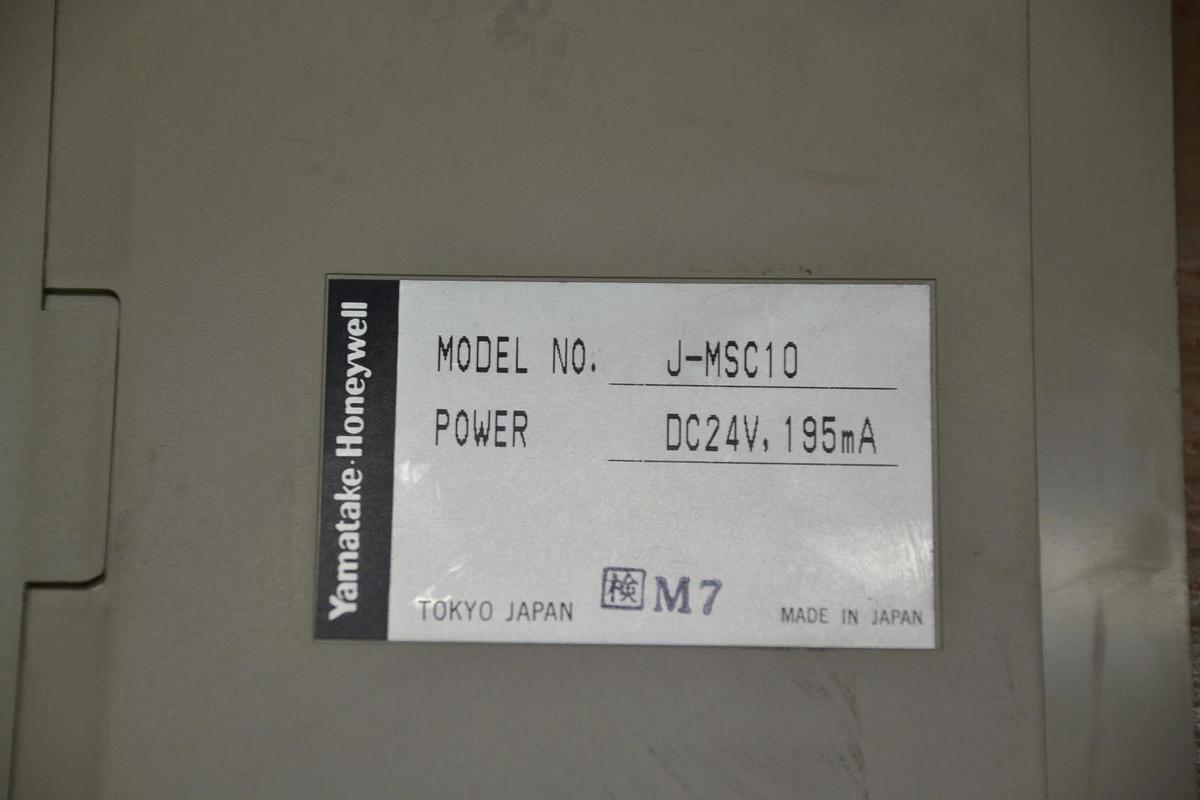 Yamatake·Honeywell
MODEL NO. J-MSC10
POWER DC24V, 195mA
TOKYO JAPAN 検 M7 MADE IN JAPAN